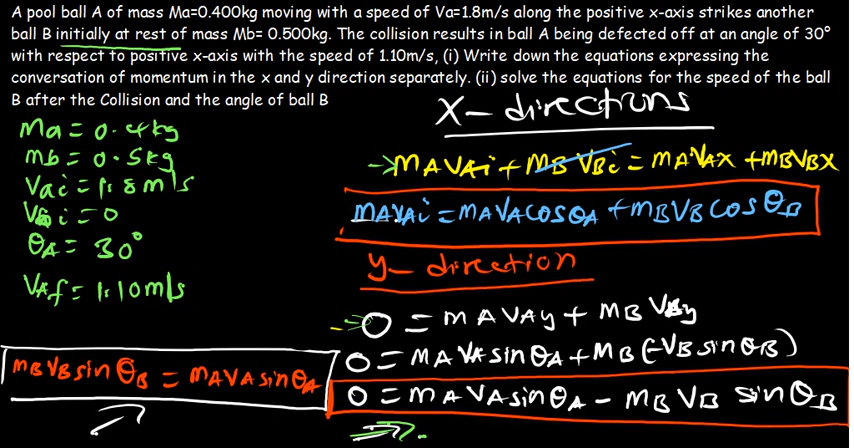 A pool ball A of mass Ma=0.400kg moving with a speed of Va=1.8m/s along the positive x-axis strikes another
ball B initially at rest of mass Mb= 0.500kg. The collision results in ball A being defected off at an angle of 30°
with respect to positive x-axis with the speed of 1.10m/s, (i) Write down the equations expressing the
conversation of momentum in the x and y direction separately. (ii) solve the equations for the speed of the ball
B after the Collision and the angle of ball B
X-directions
Ma = 0.4kg
mb = 0.5kg
Vai = 1.8m/s
VBi = 0
θA = 30°
VAf = 1.10m/s
MAVAi + MB VBi = MAVAX + MBVBX
MAVAi = MAVACOSθA + MBVBCOSθB
y-direction
0 = MAVAy + MB VBy
0 = MAVAsinθA + MB(-VBsinθB)
0 = MAVAsinθA - MBVB sinθB
MBVBsinθB = MAVAsinθA